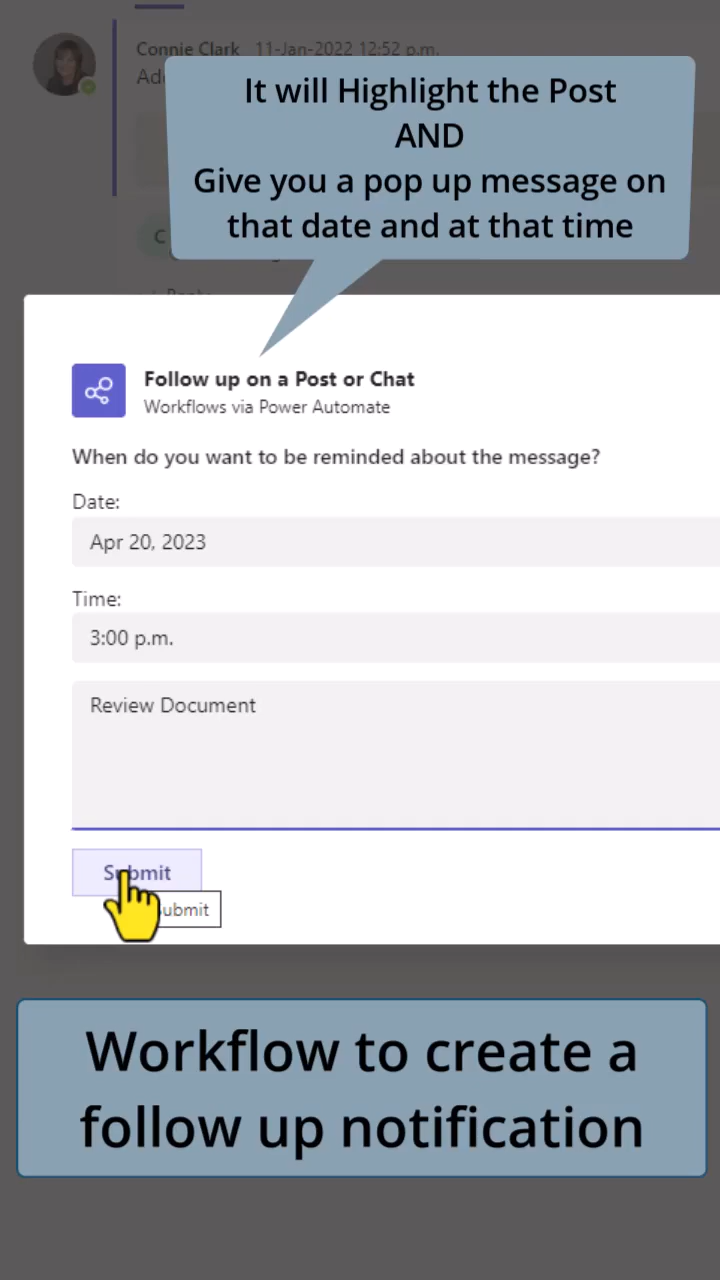 Connie Clark 11-Jan-2022 12:52 p.m.
It will Highlight the Post
AND
Give you a pop up message on
that date and at that time
C
Follow up on a Post or Chat
Workflows via Power Automate
When do you want to be reminded about the message?
Date:
Apr 20, 2023
Time:
3:00 p.m.
Review Document
Submit
Workflow to create a
follow up notification